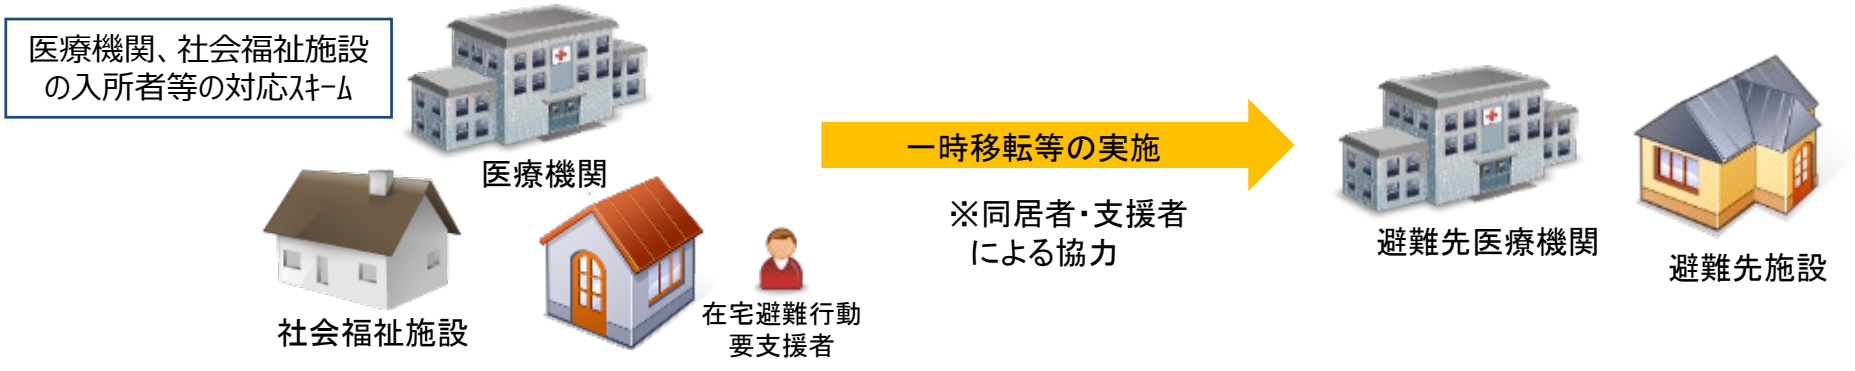 医療機関、社会福祉施設
の入所者等の対応ｽｷｰﾑ
医療機関
社会福祉施設
在宅避難行動
要支援者
一時移転等の実施
※同居者・支援者
による協力
避難先医療機関
避難先施設